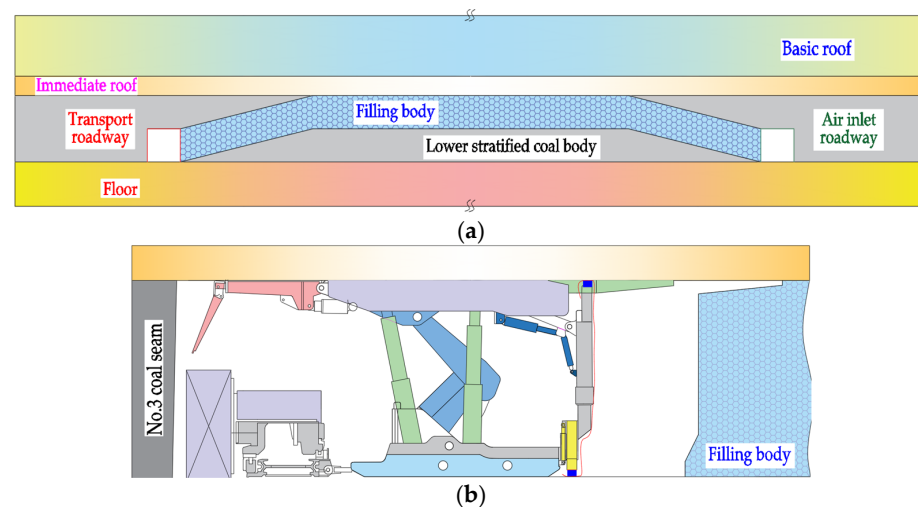 Basic roof
Immediate roof
Filling body
Transport
roadway
Air inlet
roadway
Lower stratified coal body
Floor
(a)
No.3 coal seam
Filling body
(b)